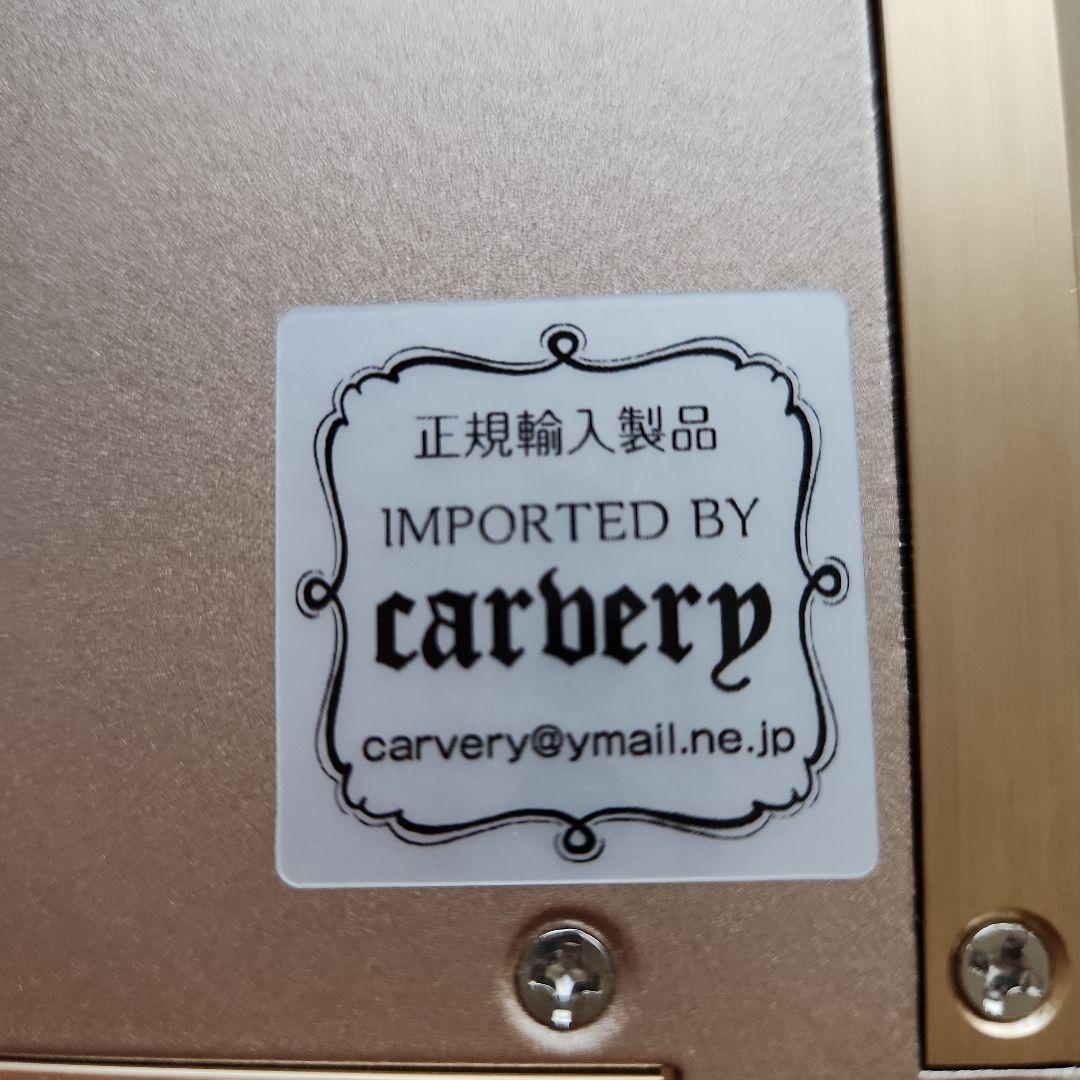 正規輸入製品
IMPORTED BY
carvery
carvery@ymail.ne.jp